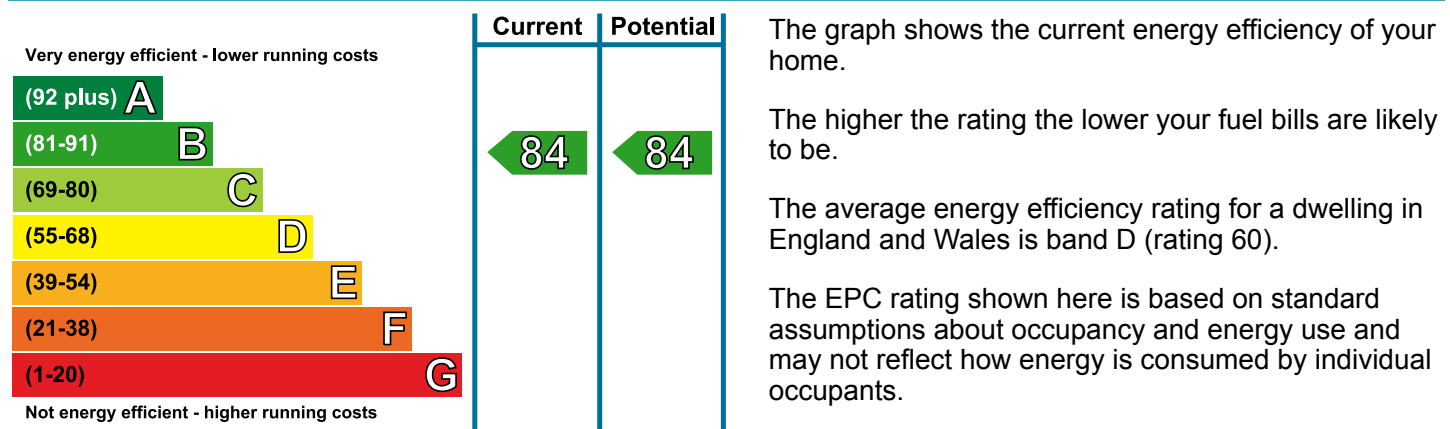 Current Potential
Very energy efficient - lower running costs
(92 plus) A
(81-91) B
84 84
(69-80) C
(55-68) D
(39-54) E
(21-38) F
(1-20) G
Not energy efficient - higher running costs
The graph shows the current energy efficiency of your
home.
The higher the rating the lower your fuel bills are likely
to be.
The average energy efficiency rating for a dwelling in
England and Wales is band D (rating 60).
The EPC rating shown here is based on standard
assumptions about occupancy and energy use and
may not reflect how energy is consumed by individual
occupants.